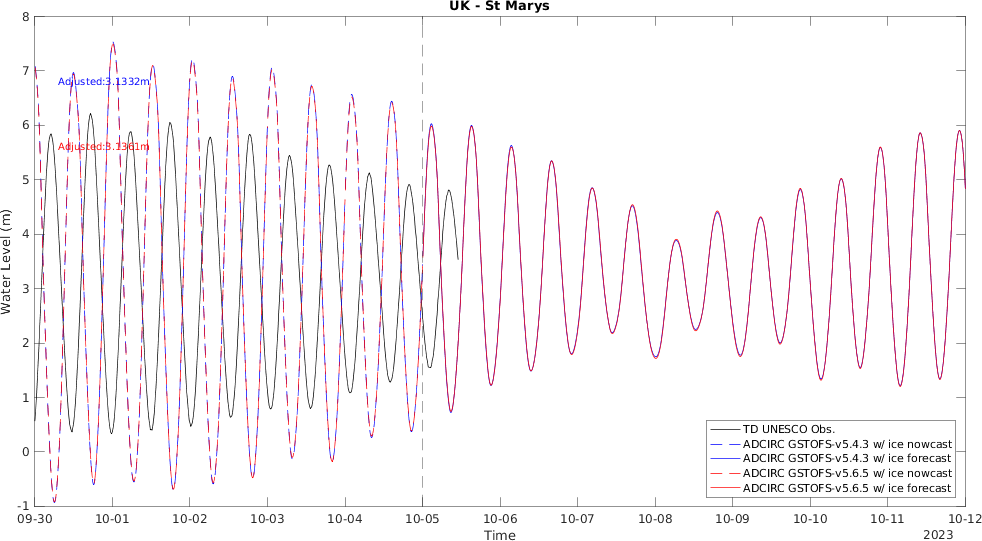 UK - St Marys
8
7
6
5
4
3
2
1
0
-1
Water Level (m)
Adjusted:3.1332m
Adjusted:3.1361m
TD UNESCO Obs.
ADCIRC GSTOFS-v5.4.3 w/ ice nowcast
ADCIRC GSTOFS-v5.4.3 w/ ice forecast
ADCIRC GSTOFS-v5.6.5 w/ ice nowcast
ADCIRC GSTOFS-v5.6.5 w/ ice forecast
09-30 10-01 10-02 10-03 10-04 10-05 10-06 10-07 10-08 10-09 10-10 10-11 10-12
Time
2023